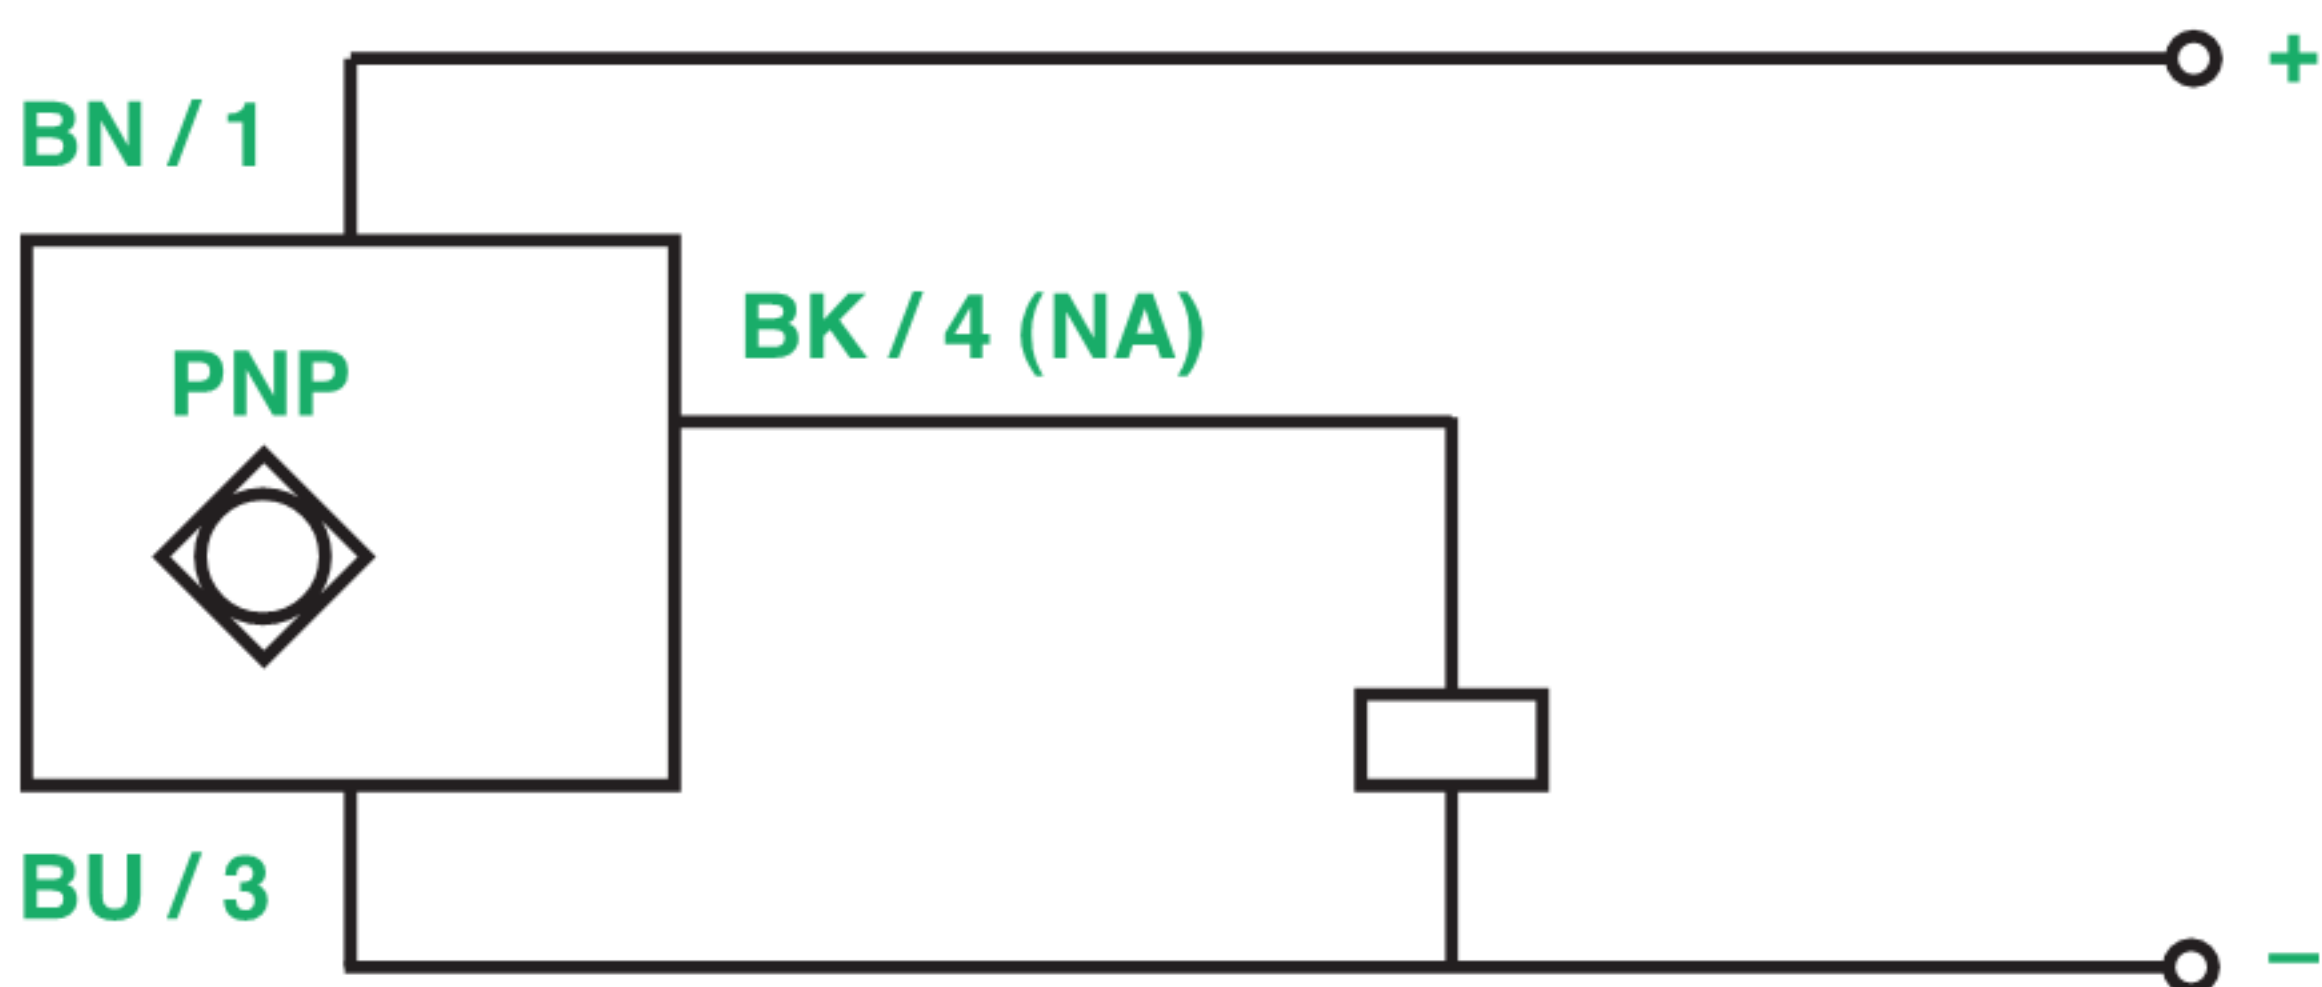 +
BN / 1
BK / 4 (NA)
PNP
BU / 3
–